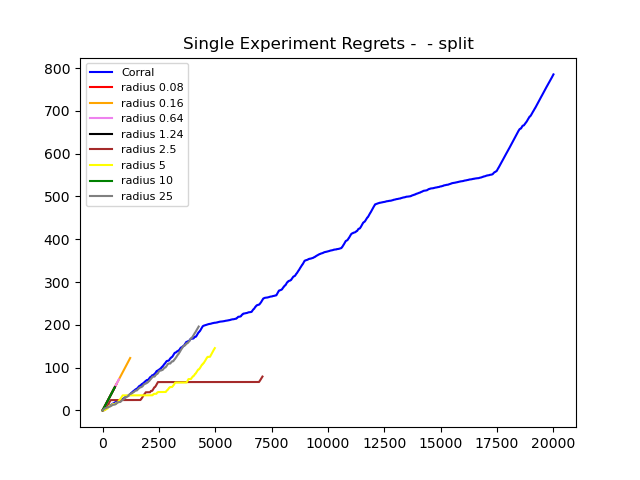 Single Experiment Regrets -  - split
800
700
600
500
400
300
200
100
0
Corral
radius 0.08
radius 0.16
radius 0.64
radius 1.24
radius 2.5
radius 5
radius 10
radius 25
0 2500 5000 7500 10000 12500 15000 17500 20000